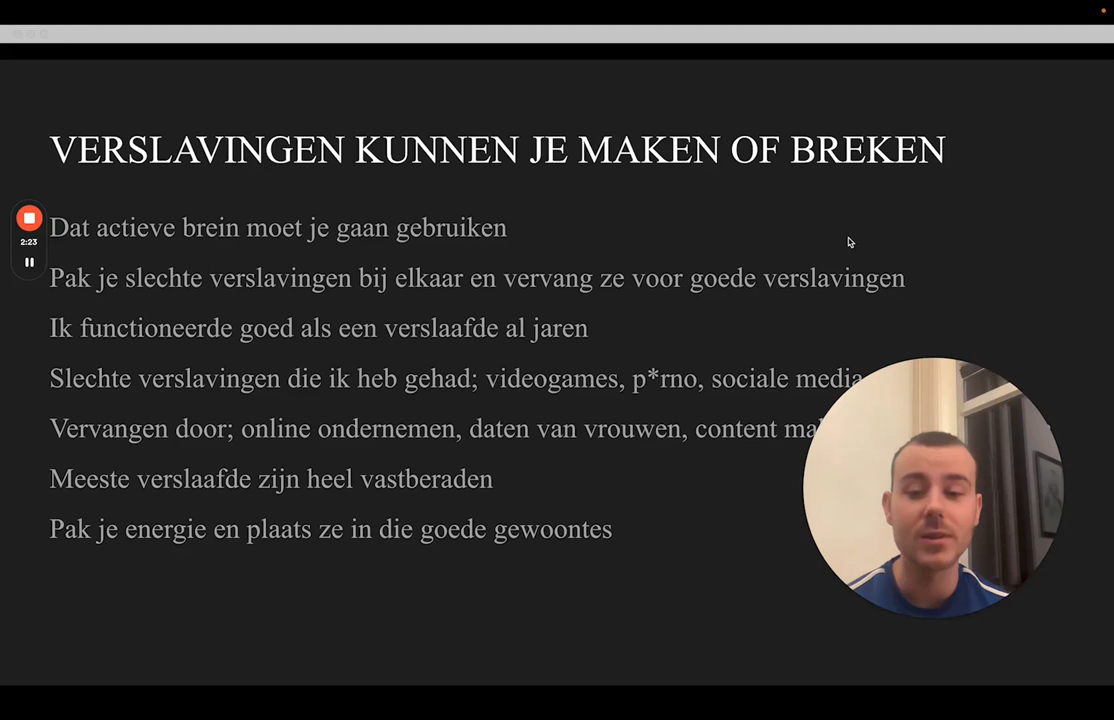 VERSLAVINGEN KUNNEN JE MAKEN OF BREKEN
Dat actieve brein moet je gaan gebruiken
2:23
Pak je slechte verslavingen bij elkaar en vervang ze voor goede verslavingen
Ik functioneerde goed als een verslaafde al jaren
Slechte verslavingen die ik heb gehad; videogames, p*rno, sociale media
Vervangen door; online ondernemen, daten van vrouwen, content
Meeste verslaafde zijn heel vastberaden
Pak je energie en plaats ze in die goede gewoontes